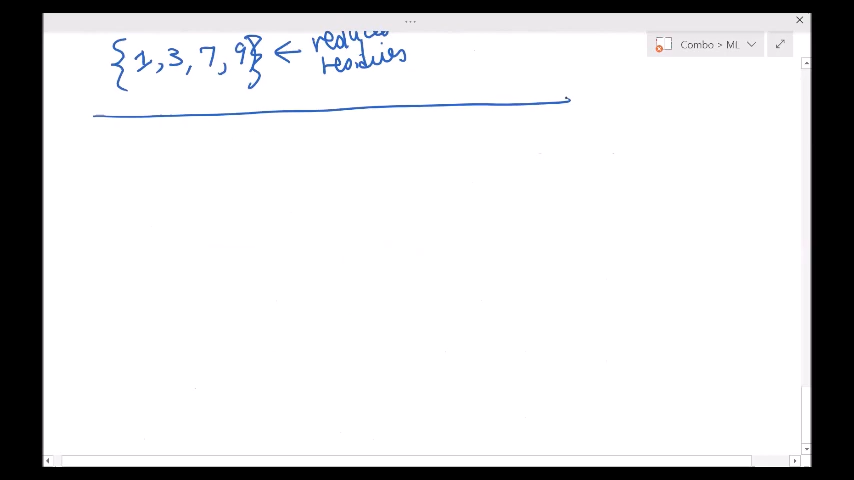 {1, 3, 7, 9} ← reduced
residues
Combo > ML